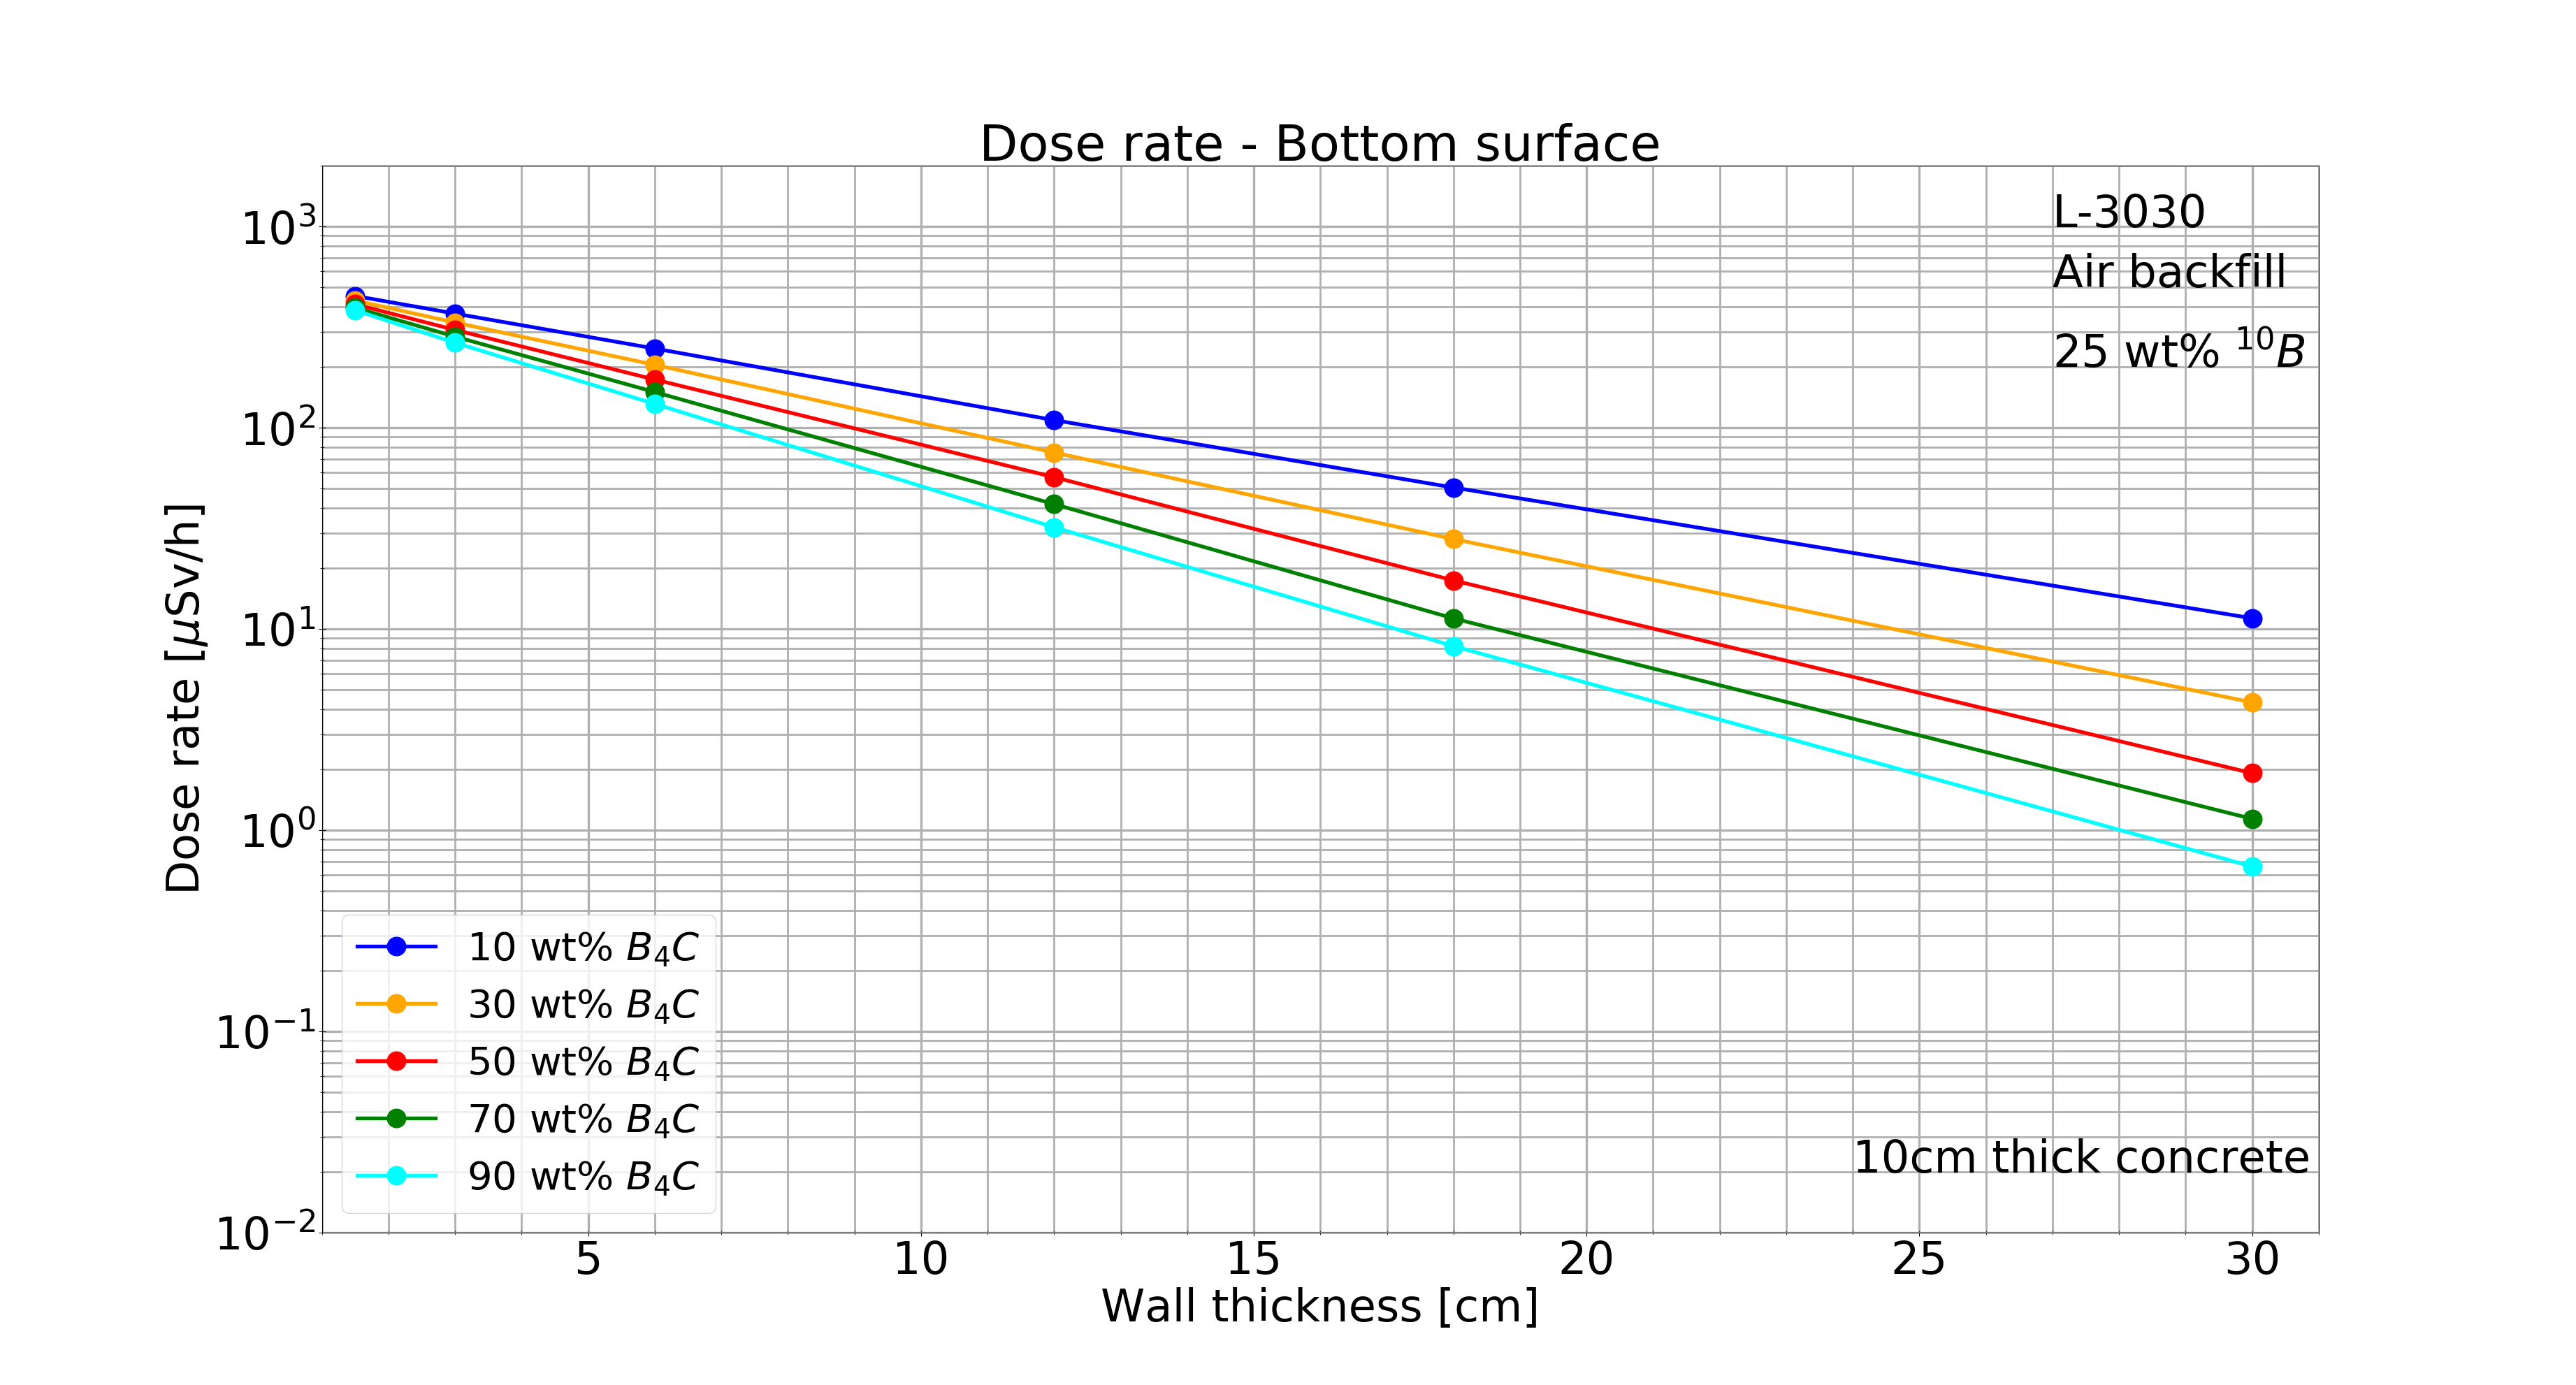 Dose rate - Bottom surface
L-3030
Air backfill
25 wt% ¹⁰B
10³
10²
10¹
10⁰
10⁻¹
10⁻²
Dose rate [μSv/h]
10 wt% B₄C
30 wt% B₄C
50 wt% B₄C
70 wt% B₄C
90 wt% B₄C
10cm thick concrete
5 10 15 20 25 30
Wall thickness [cm]